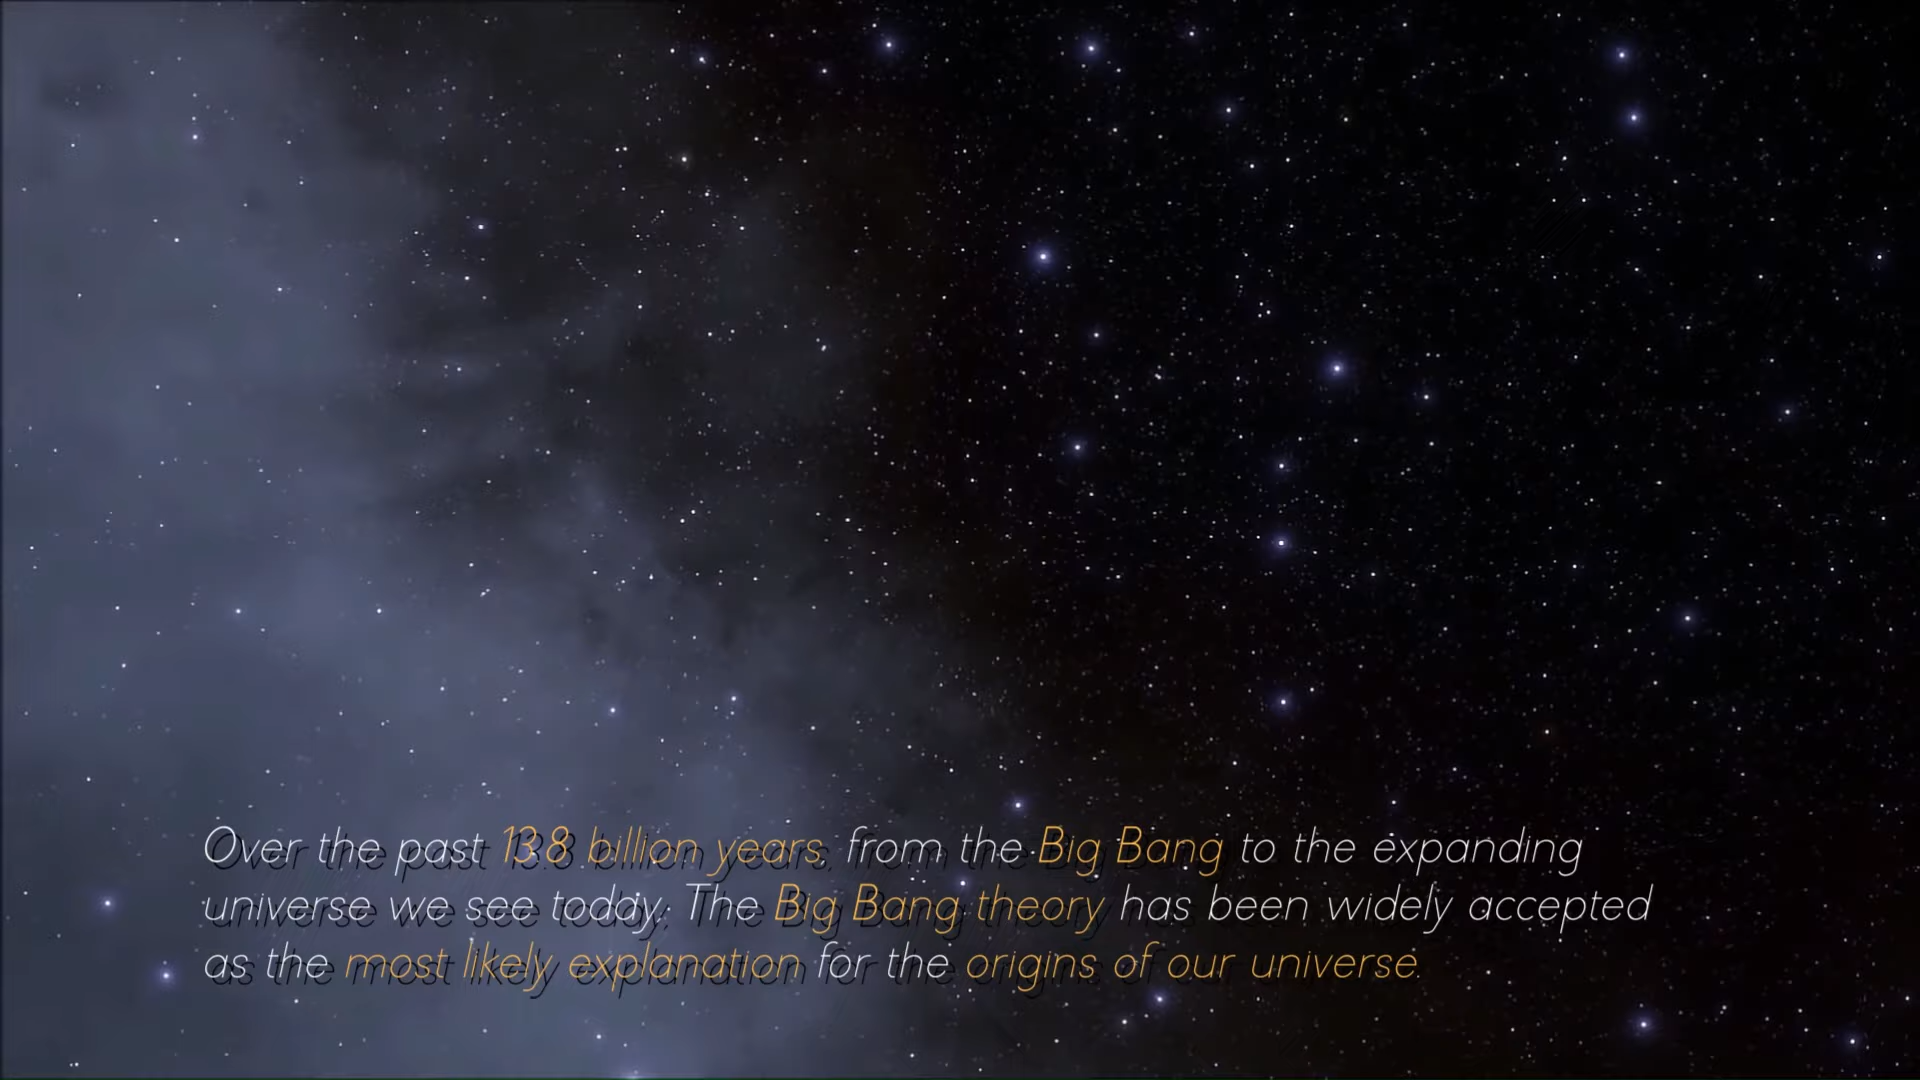 Over the past 13.8 billion years, from the Big Bang to the expanding
universe we see today; The Big Bang theory has been widely accepted
as the most likely explanation for the origins of our universe.